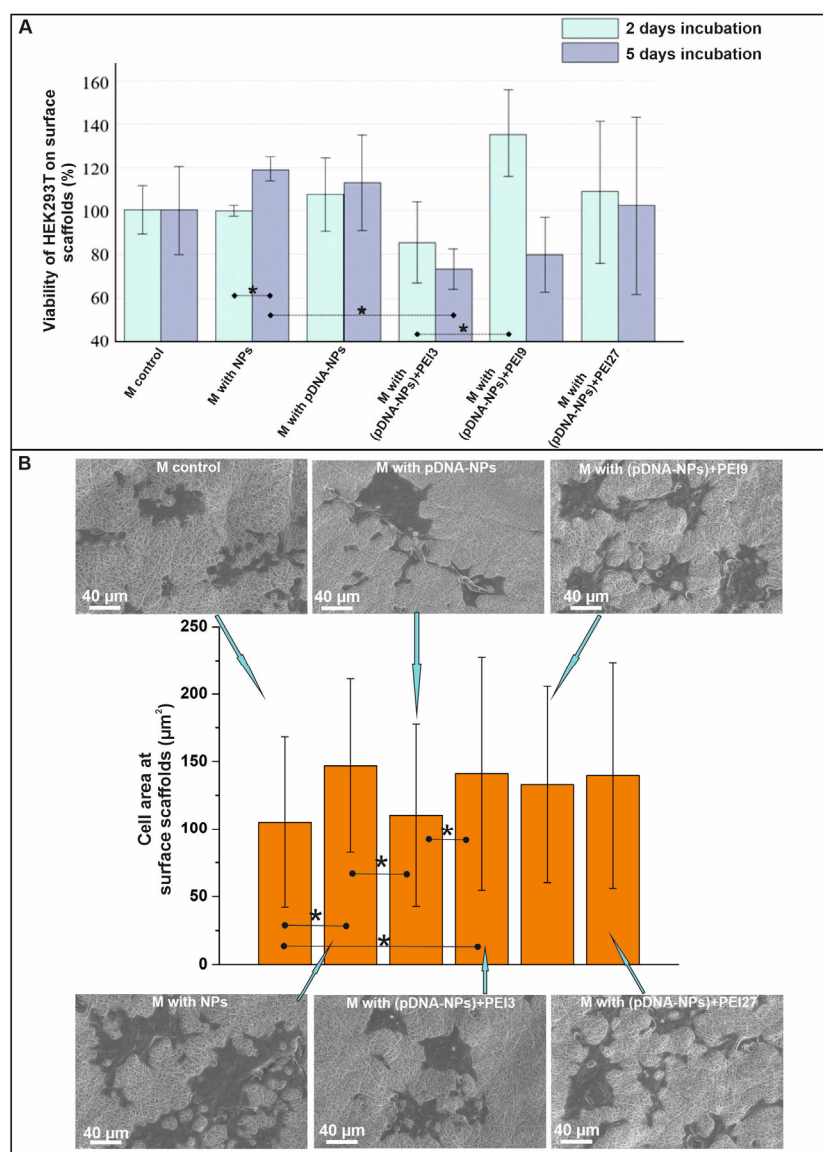 A
2 days incubation
5 days incubation
Viability of HEK293T on surface
scaffolds (%)
160
140
120
100
80
60
40
*
*
*
M control
M with NPs
M with pDNA-NPs
M with
(pDNA-NPs)+PEI3
M with
(pDNA-NPs)+PEI9
M with
(pDNA-NPs)+PEI27
B
M control
40 µm
M with pDNA-NPs
40 µm
M with (pDNA-NPs)+PEI9
40 µm
Cell area at
surface scaffolds (µm²)
250
200
150
100
50
0
*
*
*
*
M with NPs
40 µm
M with (pDNA-NPs)+PEI3
40 µm
M with (pDNA-NPs)+PEI27
40 µm